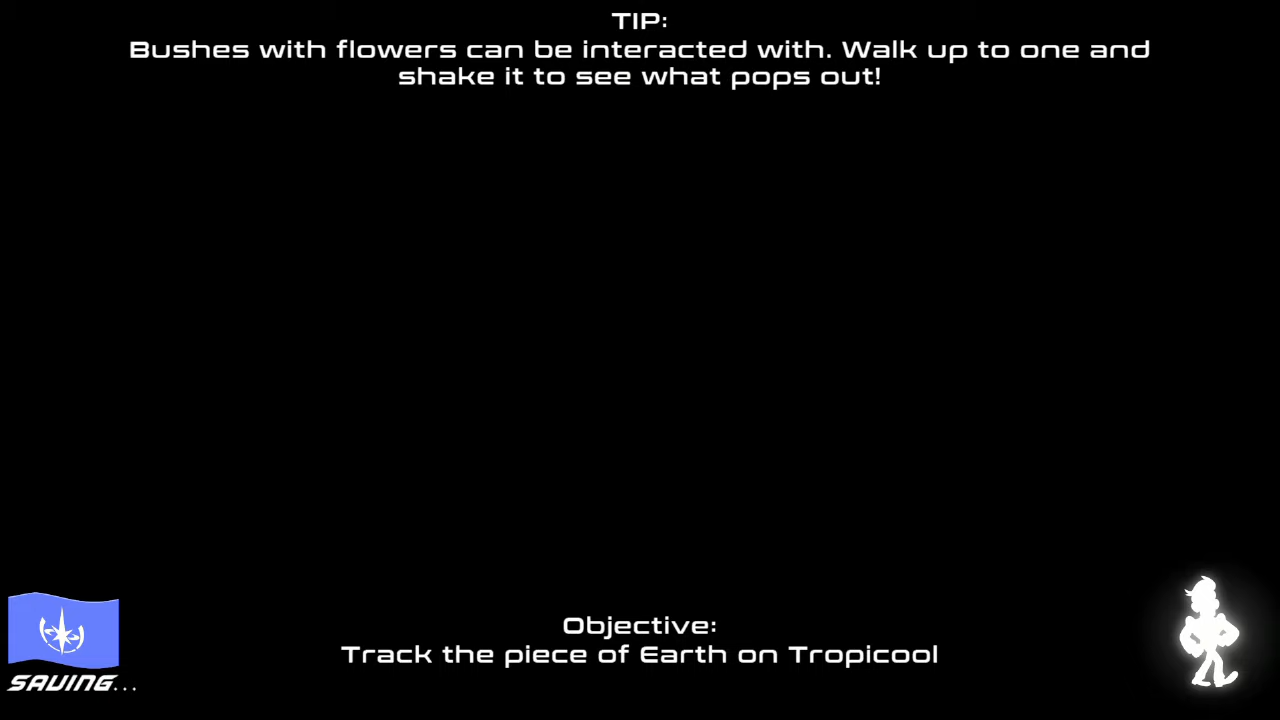 TIP:
Bushes with flowers can be interacted with. Walk up to one and
shake it to see what pops out!
Objective:
Track the piece of Earth on Tropicool
SAVING...